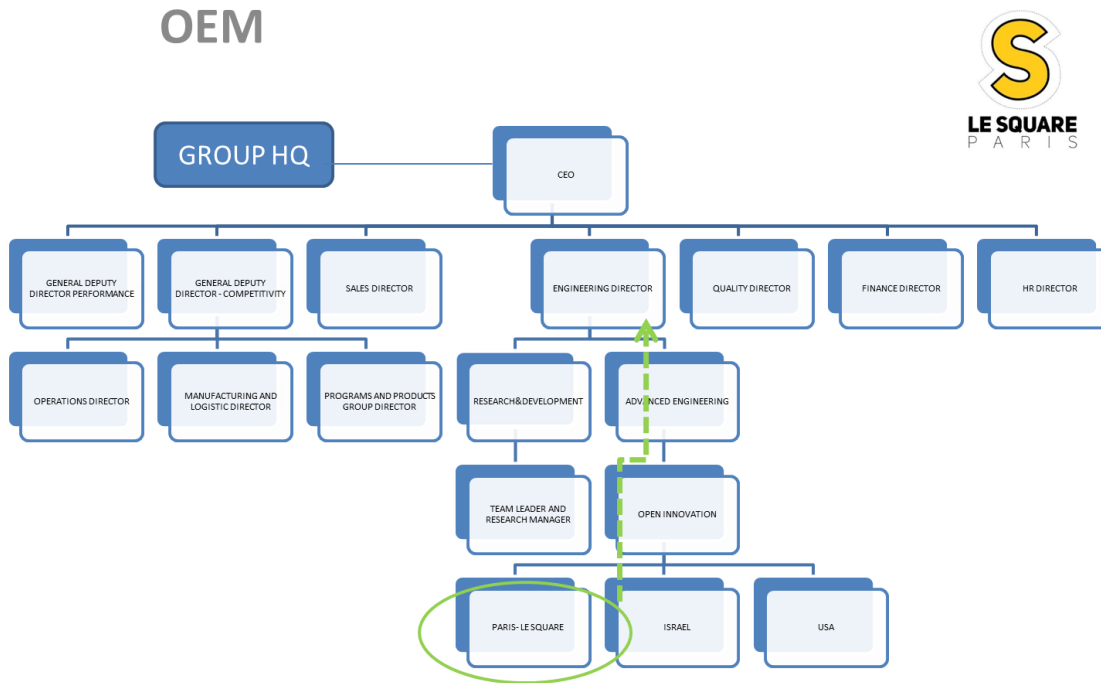 OEM
S
LE SQUARE
PARIS
GROUP HQ
CEO
GENERAL DEPUTY
DIRECTOR PERFORMANCE
GENERAL DEPUTY
DIRECTOR - COMPETITIVITY
SALES DIRECTOR
ENGINEERING DIRECTOR
QUALITY DIRECTOR
FINANCE DIRECTOR
HR DIRECTOR
OPERATIONS DIRECTOR
MANUFACTURING AND
LOGISTIC DIRECTOR
PROGRAMS AND PRODUCTS
GROUP DIRECTOR
RESEARCH&DEVELOPMENT
ADVANCED ENGINEERING
TEAM LEADER AND
RESEARCH MANAGER
OPEN INNOVATION
PARIS- LE SQUARE
ISRAEL
USA